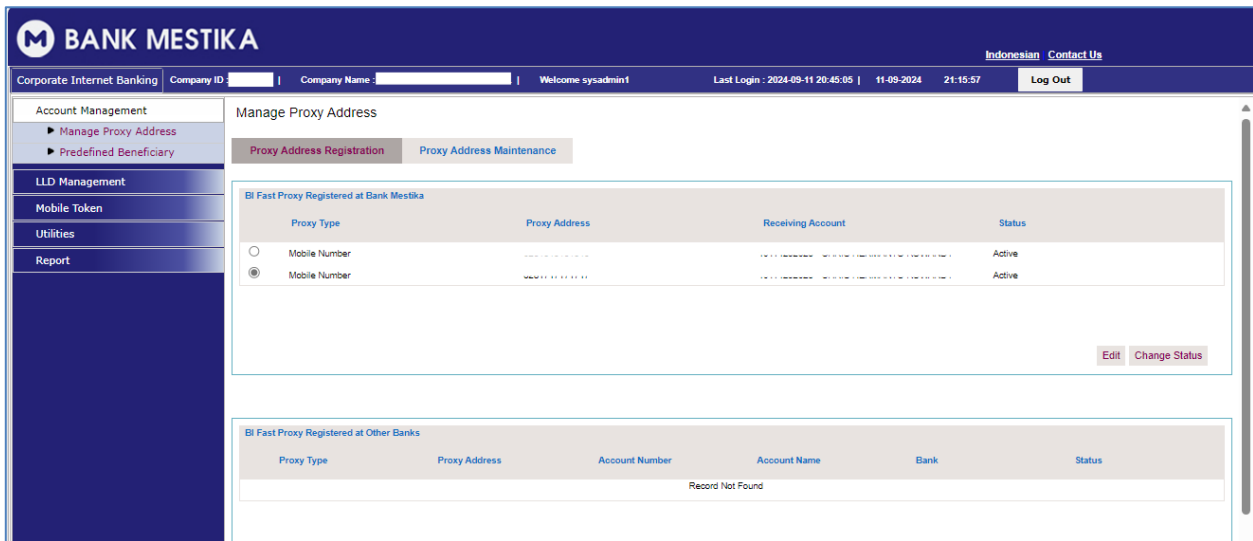 M BANK MESTIKA
Indonesian Contact Us
Corporate Internet Banking Company ID : | Company Name : | Welcome sysadmin1 Last Login : 2024-09-11 20:45:05 | 11-09-2024 21:15:57 Log Out
Account Management
Manage Proxy Address
Predefined Beneficiary
LLD Management
Mobile Token
Utilities
Report
Manage Proxy Address
Proxy Address Registration Proxy Address Maintenance
BI Fast Proxy Registered at Bank Mestika
Proxy Type Proxy Address Receiving Account Status
Mobile Number Active
Mobile Number Active
Edit Change Status
BI Fast Proxy Registered at Other Banks
Proxy Type Proxy Address Account Number Account Name Bank Status
Record Not Found